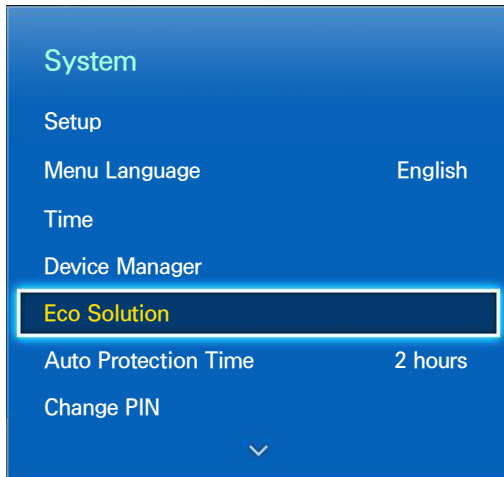 System
Setup
Menu Language English
Time
Device Manager
Eco Solution
Auto Protection Time 2 hours
Change PIN